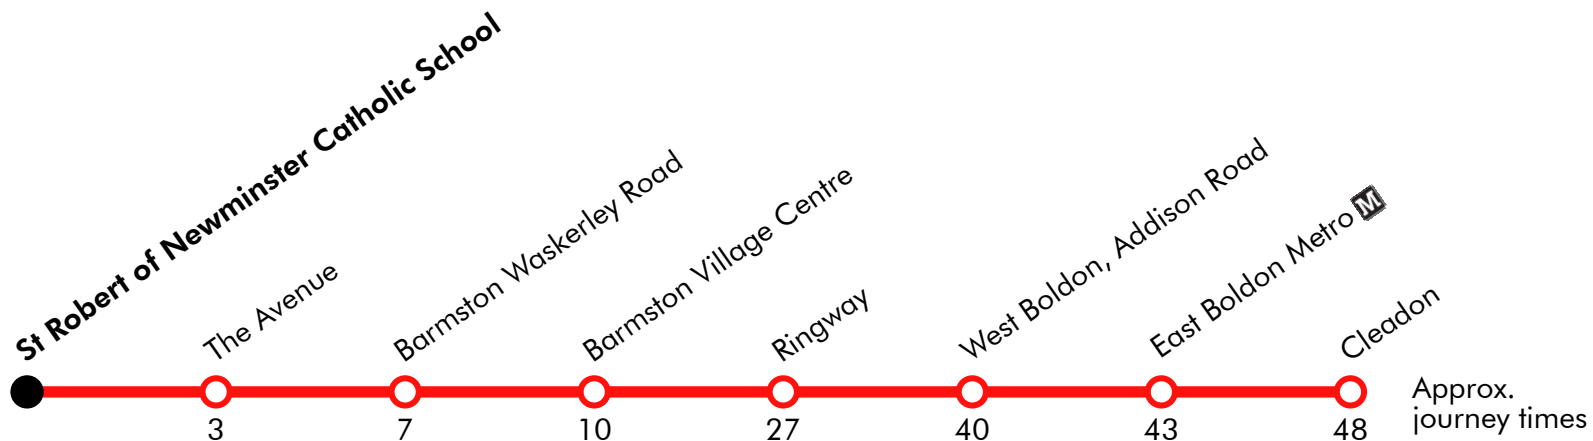 St Robert of Newminster Catholic School
The Avenue
Barmston Waskerley Road
Barmston Village Centre
Ringway
West Boldon, Addison Road
East Boldon Metro M
Cleadon
3
7
10
27
40
43
48
Approx.
journey times